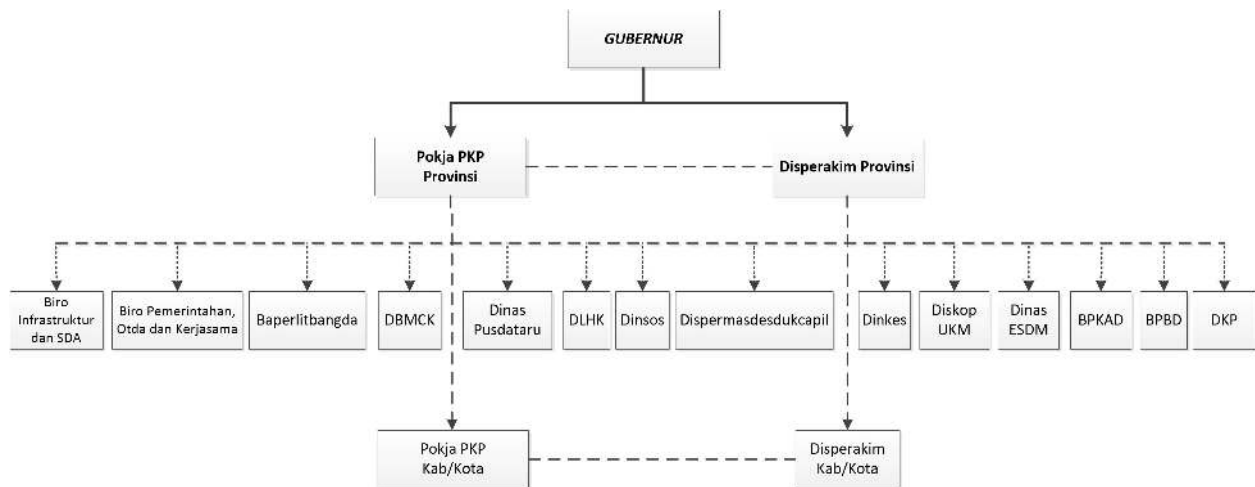 GUBERNUR
Pokja PKP
Provinsi
Disperakim Provinsi
Biro
Infrastruktur
dan SDA
Biro Pemerintahan,
Otda dan Kerjasama
Baperlitbangda
DBMCK
Dinas
Pusdataru
DLHK
Dinsos
Dispermasdesdukcapil
Dinkes
Diskop
UKM
Dinas
ESDM
BPKAD
BPBD
DKP
Pokja PKP
Kab/Kota
Disperakim
Kab/Kota